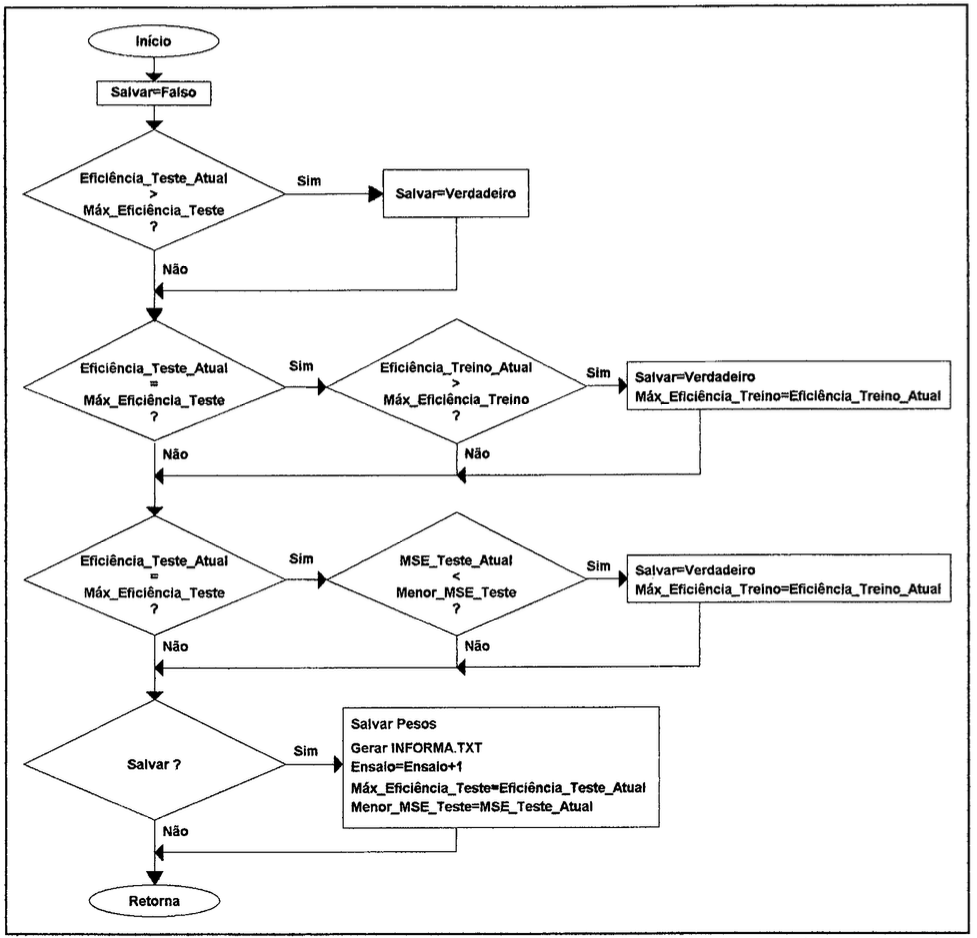 Início
Salvar=Falso
Eficiência_Teste_Atual
>
Máx_Eficiência_Teste
?
Sim
Salvar=Verdadeiro
Não
Eficiência_Teste_Atual
=
Máx_Eficiência_Teste
?
Sim
Eficiência_Treino_Atual
>
Máx_Eficiência_Treino
?
Sim
Salvar=Verdadeiro
Máx_Eficiência_Treino=Eficiência_Treino_Atual
Não
Não
Eficiência_Teste_Atual
=
Máx_Eficiência_Teste
?
Sim
MSE_Teste_Atual
<
Menor_MSE_Teste
?
Sim
Salvar=Verdadeiro
Máx_Eficiência_Treino=Eficiência_Treino_Atual
Não
Não
Salvar ?
Sim
Salvar Pesos
Gerar INFORMA.TXT
Ensaio=Ensaio+1
Máx_Eficiência_Teste=Eficiência_Teste_Atual
Menor_MSE_Teste=MSE_Teste_Atual
Não
Retorna